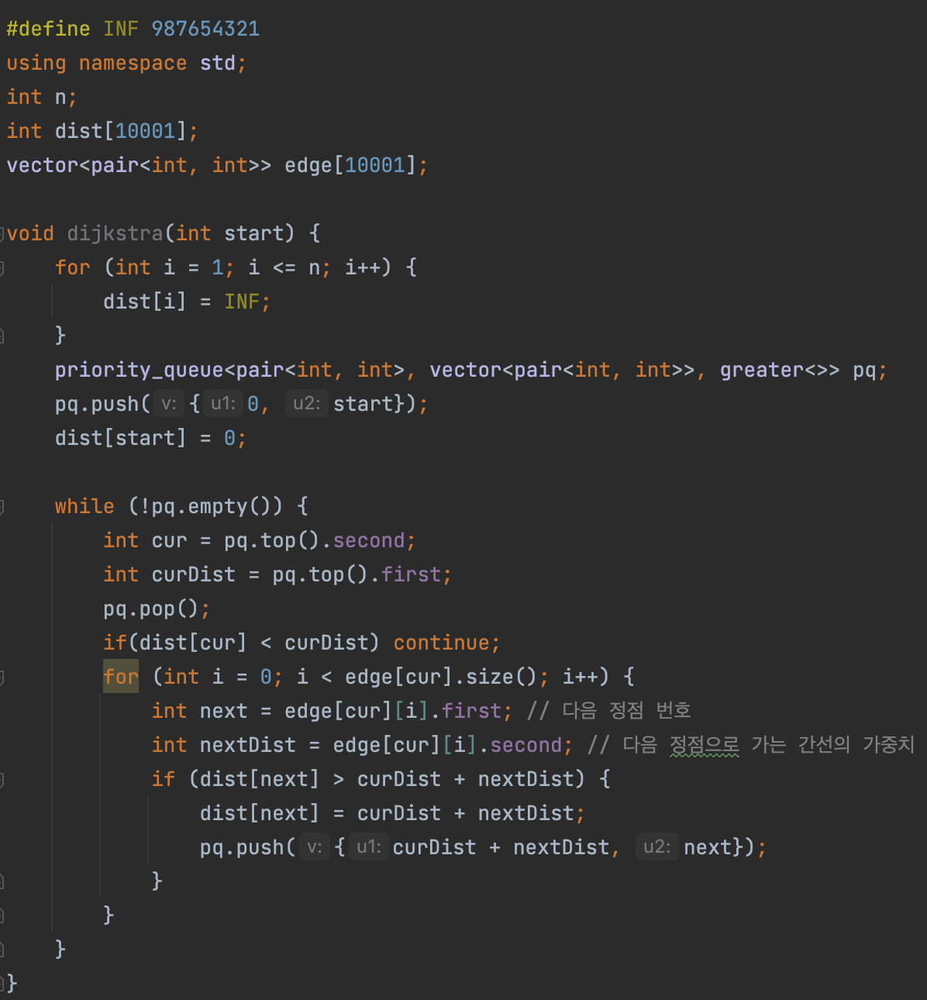 #define INF 987654321
using namespace std;
int n;
int dist[10001];
vector<pair<int, int>> edge[10001];
void dijkstra(int start) {
for (int i = 1; i <= n; i++) {
dist[i] = INF;
}
priority_queue<pair<int, int>, vector<pair<int, int>>, greater<>> pq;
pq.push( v: { u1: 0, u2: start});
dist[start] = 0;
while (!pq.empty()) {
int cur = pq.top().second;
int curDist = pq.top().first;
pq.pop();
if(dist[cur] < curDist) continue;
for (int i = 0; i < edge[cur].size(); i++) {
int next = edge[cur][i].first; // 다음 정점 번호
int nextDist = edge[cur][i].second; // 다음 정점으로 가는 간선의 가중치
if (dist[next] > curDist + nextDist) {
dist[next] = curDist + nextDist;
pq.push( v: { u1: curDist + nextDist, u2: next});
}
}
}
}